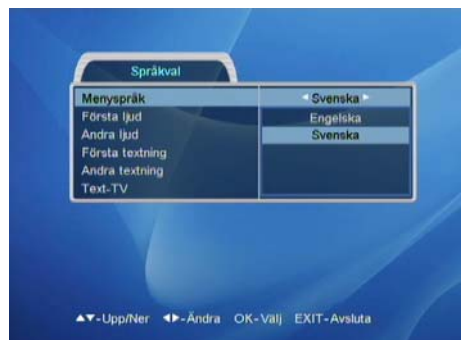 Språkval
Menyspråk Svenska
Första ljud Engelska
Andra ljud Svenska
Första textning
Andra textning
Text-TV
▲▼-Upp/Ner ◄►-Ändra OK-Välj EXIT-Avsluta